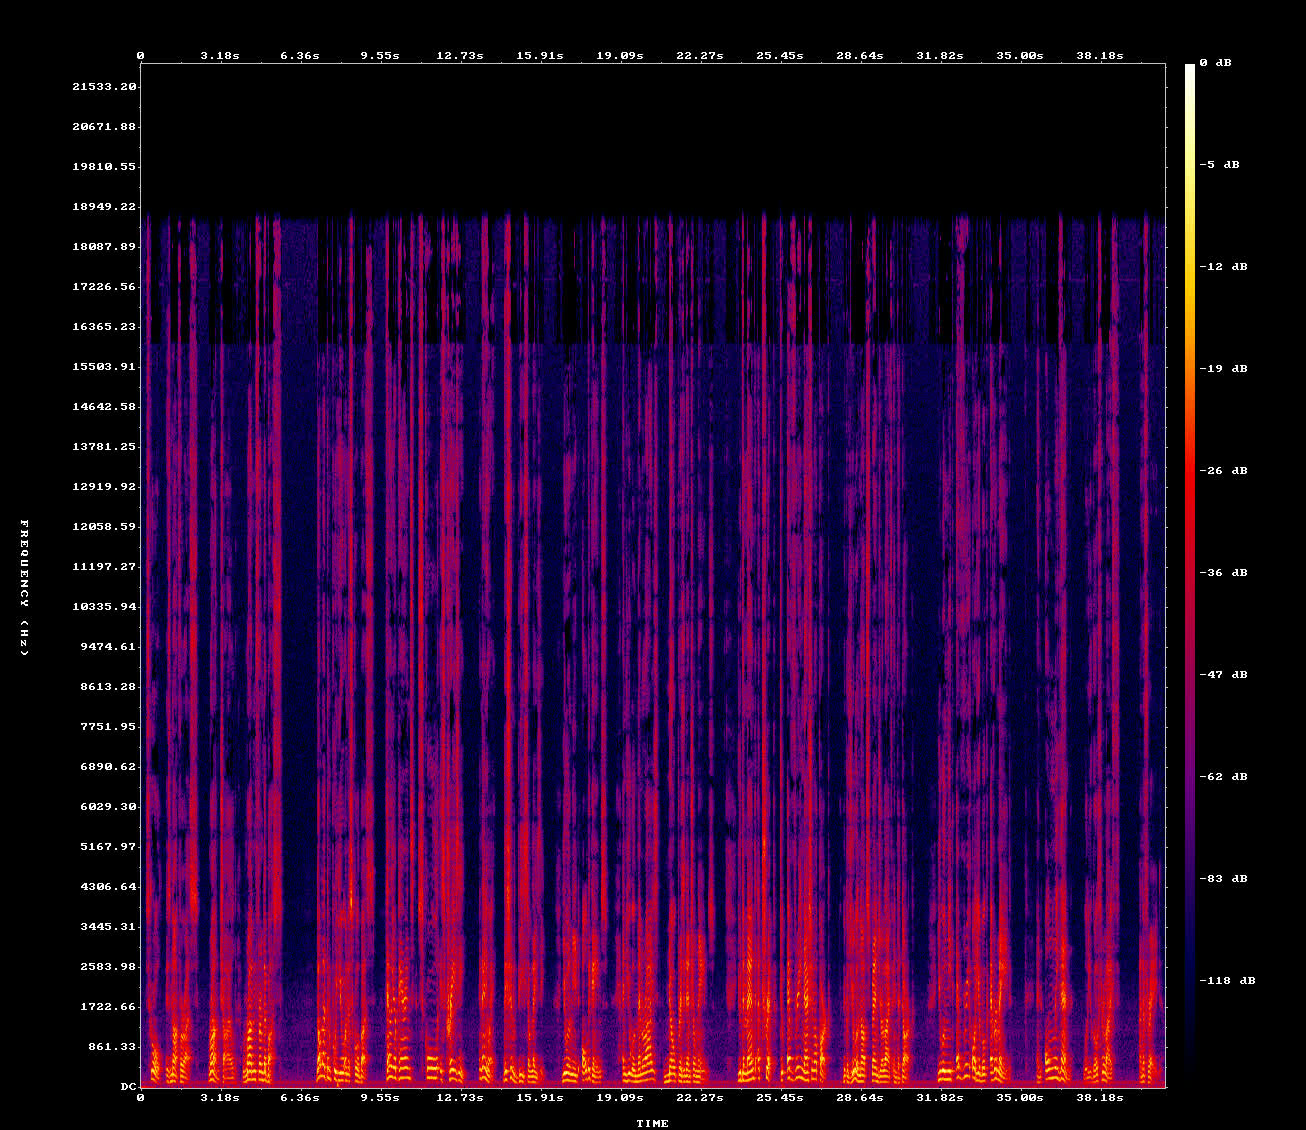 0 3.18s 6.36s 9.55s 12.73s 15.91s 19.09s 22.27s 25.45s 28.64s 31.82s 35.00s 38.18s
0 dB
21533.20
20671.88
-5 dB
19810.55
18949.22
18087.89
-12 dB
17226.56
16365.23
-19 dB
15503.91
14642.58
13781.25
-26 dB
12919.92
12058.59
FREQUENCY (Hz)
11197.27
-36 dB
10335.94
9474.61
-47 dB
8613.28
7751.95
6890.62
-62 dB
6029.30
5167.97
-83 dB
4306.64
3445.31
2583.98
-118 dB
1722.66
861.33
DC
0 3.18s 6.36s 9.55s 12.73s 15.91s 19.09s 22.27s 25.45s 28.64s 31.82s 35.00s 38.18s
TIME